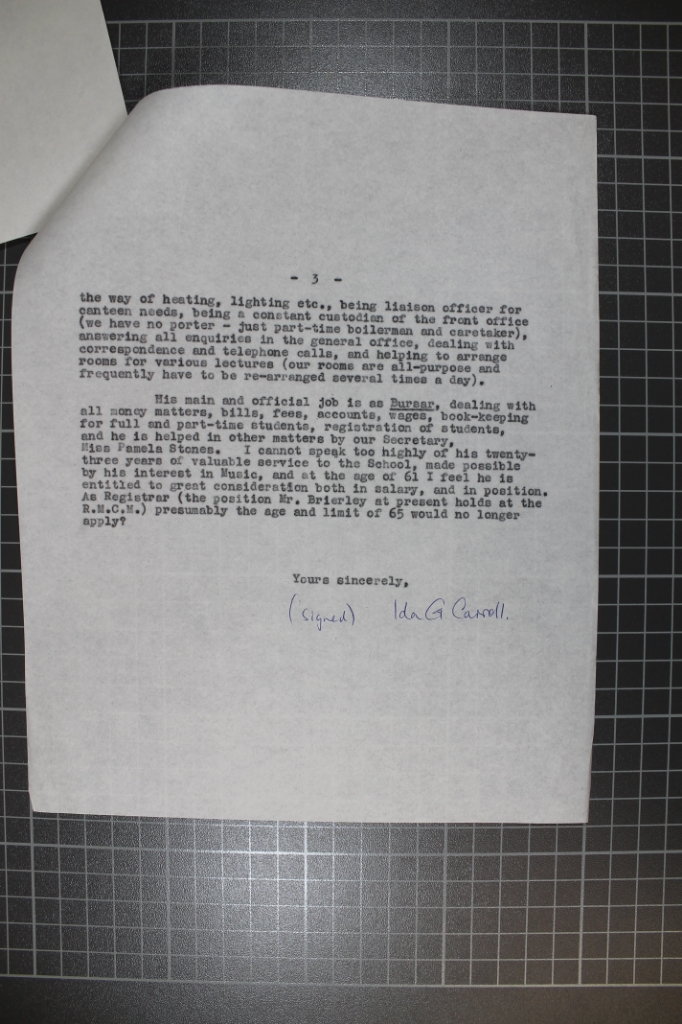 - 3 -
the way of heating, lighting etc., being liaison officer for
canteen needs, being a constant custodian of the front office
(we have no porter - just part-time boilerman and caretaker),
answering all enquiries in the general office, dealing with
correspondence and telephone calls, and helping to arrange
rooms for various lectures (our rooms are all-purpose and
frequently have to be re-arranged several times a day).
His main and official job is as Bursar, dealing with
all money matters, bills, fees, accounts, wages, book-keeping
for full and part-time students, registration of students,
and he is helped in other matters by our Secretary,
Miss Pamela Stones. I cannot speak too highly of his twenty-
three years of valuable service to the School, made possible
by his interest in Music, and at the age of 61 I feel he is
entitled to great consideration both in salary, and in position.
As Registrar (the position Mr. Brierley at present holds at the
R.M.C.M.) presumably the age and limit of 65 would no longer
apply?
Yours sincerely,
(signed) Ida G Carroll.